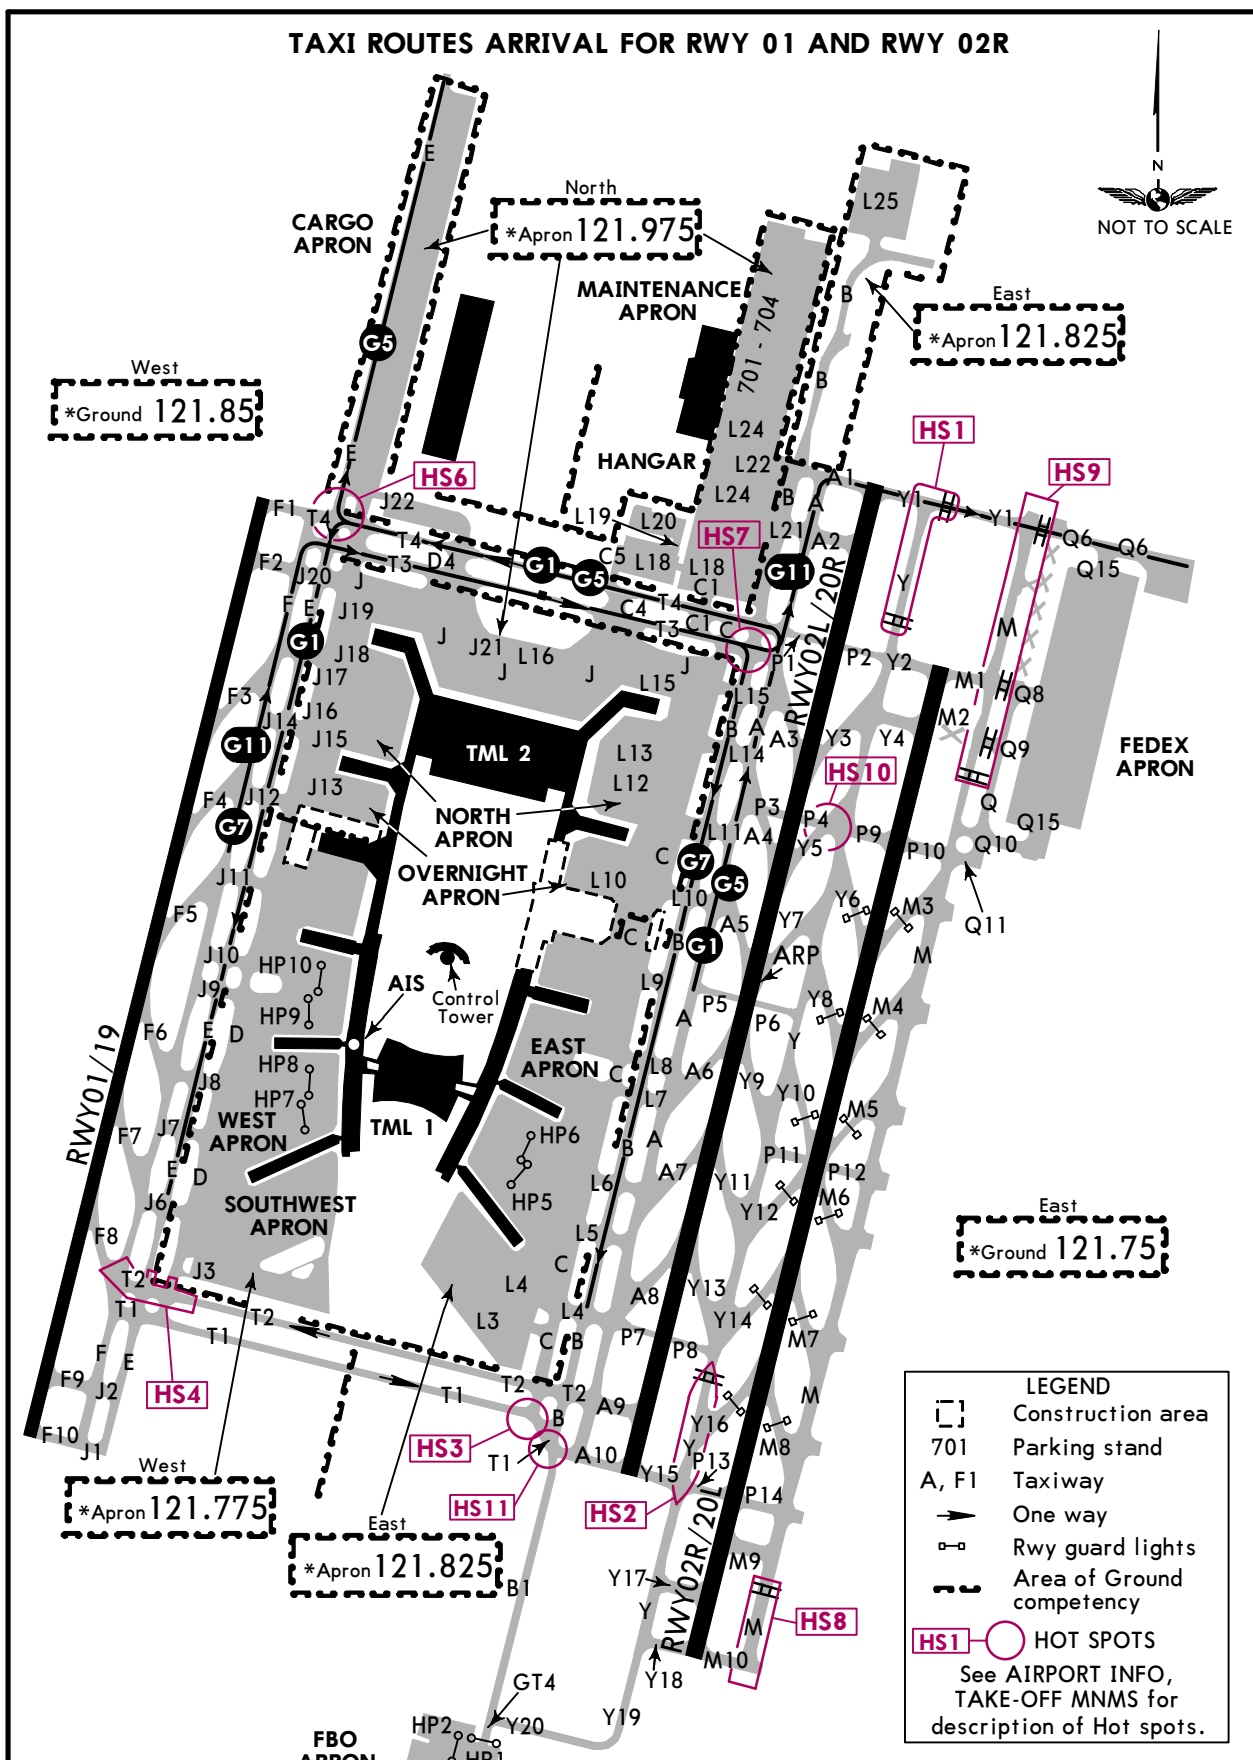 TAXI ROUTES ARRIVAL FOR RWY 01 AND RWY 02R
N
NOT TO SCALE
E
L25
North
*Apron 121.975
CARGO
APRON
MAINTENANCE
APRON
701 - 704
B
East
*Apron 121.825
G5
B
West
*Ground 121.85
L24
HS1
HANGAR
L22
E
HS6
A1
HS9
J22
L24
B
A
Y1
Y1
F1
T4
L19
L20
HS7
L21
A2
Q6
Q6
T4
C5
L18
L18
F2
T3
D4
G1
G5
G11
Q15
J20
J
C1
Y
F
E
J19
C4
T4
T3
C1
C
M
G1
J
J21
L16
J18
J
J
J
P1
P2
Y2
RWY02L/20R
J17
L15
M1
Q8
F3
J14
J16
L15
B
A
M2
G11
J15
TML 2
L13
L14
A3
Y3
Y4
Q9
FEDEX
APRON
HS10
J13
L12
F4
J12
NORTH
APRON
P3
P4
Q
G7
L11
A4
P9
Q15
Y5
P10
Q10
C
G7
J11
OVERNIGHT
APRON
L10
G5
L10
F5
A5
Y7
Y6
M3
Q11
C
B
G1
J10
HP10
ARP
M
AIS
Control
Tower
J9
L9
P5
Y8
M4
HP9
A
P6
F6
E
D
Y
EAST
APRON
HP8
L8
C
A6
Y9
J8
HP7
L7
Y10
M5
RWY01/19
WEST
APRON
TML 1
HP6
A
J7
F7
B
P11
E
D
A7
P12
Y11
L6
HP5
M6
J6
SOUTHWEST
APRON
Y12
East
*Ground 121.75
F8
L5
J3
C
T2
L4
Y13
A8
L4
Y14
T1
T2
T1
L3
C
B
P7
M7
P8
F
E
HS4
F9
J2
T2
T2
T1
A9
M
HS3
B
Y16
F10
J1
T1
A10
Y
M8
P13
Y15
West
*Apron 121.775
HS11
HS2
P14
East
*Apron 121.825
RWY02R/20L
B1
Y17
M9
Y
HS8
M
M10
Y18
GT4
HP2
Y20
Y19
HP1
FBO
APRON
LEGEND
Construction area
701 Parking stand
A, F1 Taxiway
One way
Rwy guard lights
Area of Ground
competency
HS1 HOT SPOTS
See AIRPORT INFO,
TAKE-OFF MNMS for
description of Hot spots.